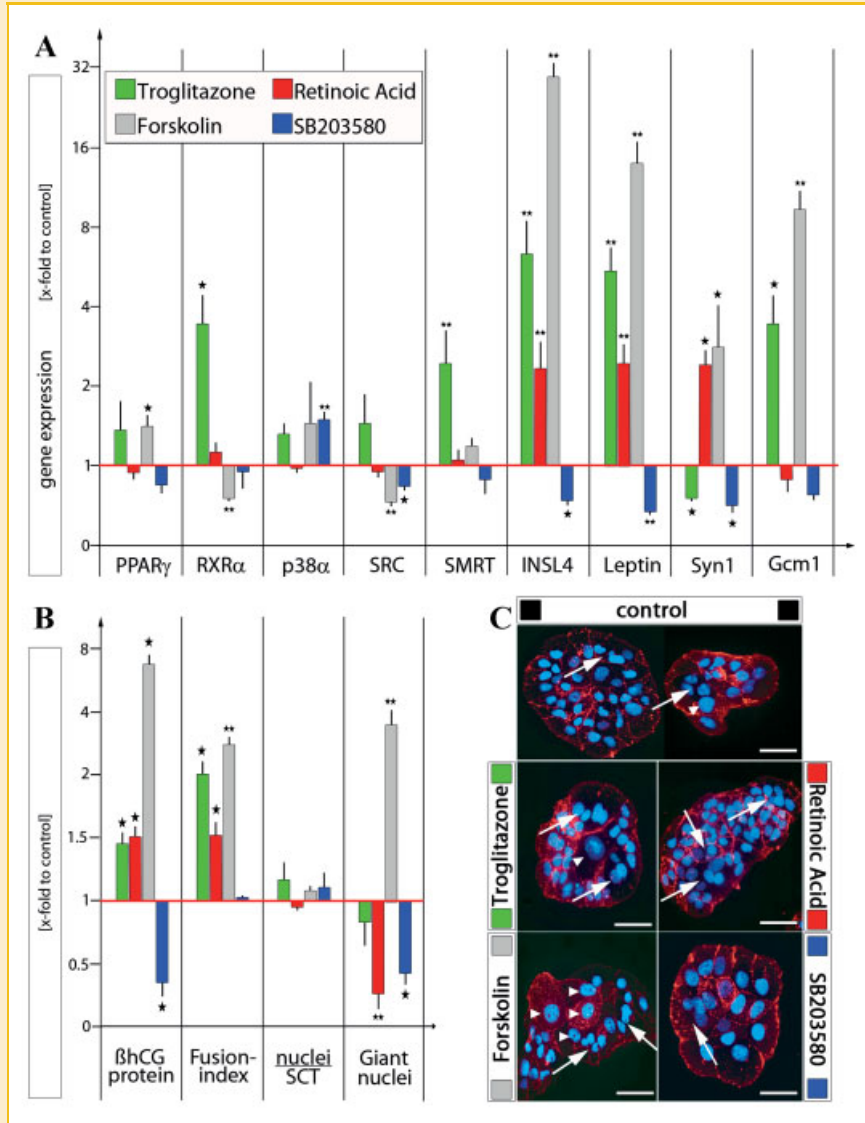 A
32
16
8
4
2
1
0
[x-fold to control]
gene expression
Troglitazone
Retinoic Acid
Forskolin
SB203580
PPARγ
RXRα
p38α
SRC
SMRT
INSL4
Leptin
Syn1
Gcm1
B
8
4
2
1.5
1
0.5
0
[x-fold to control]
ßhCG
protein
Fusion-
index
nuclei
SCT
Giant
nuclei
C
control
Troglitazone
Retinoic Acid
Forskolin
SB203580